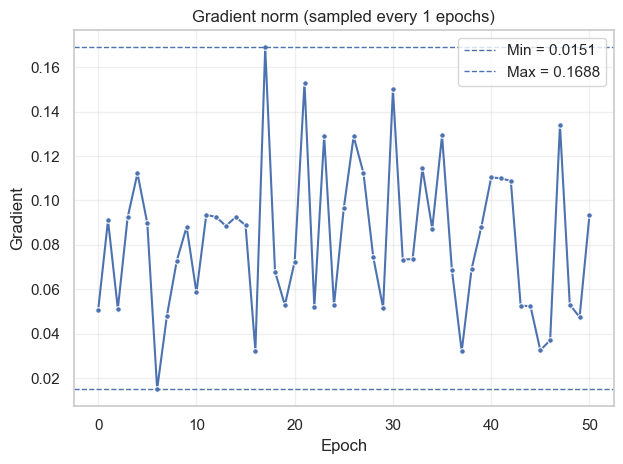 Gradient norm (sampled every 1 epochs)
Min = 0.0151
Max = 0.1688
Gradient
0.16
0.14
0.12
0.10
0.08
0.06
0.04
0.02
0 10 20 30 40 50
Epoch